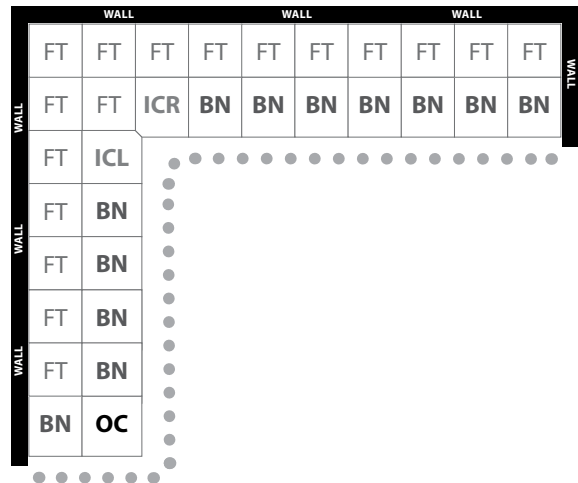 WALL WALL WALL
FT FT FT FT FT FT FT FT FT FT
WALL
FT FT ICR BN BN BN BN BN BN BN
WALL
FT ICL
FT BN
WALL
FT BN
FT BN
WALL
FT BN
BN OC